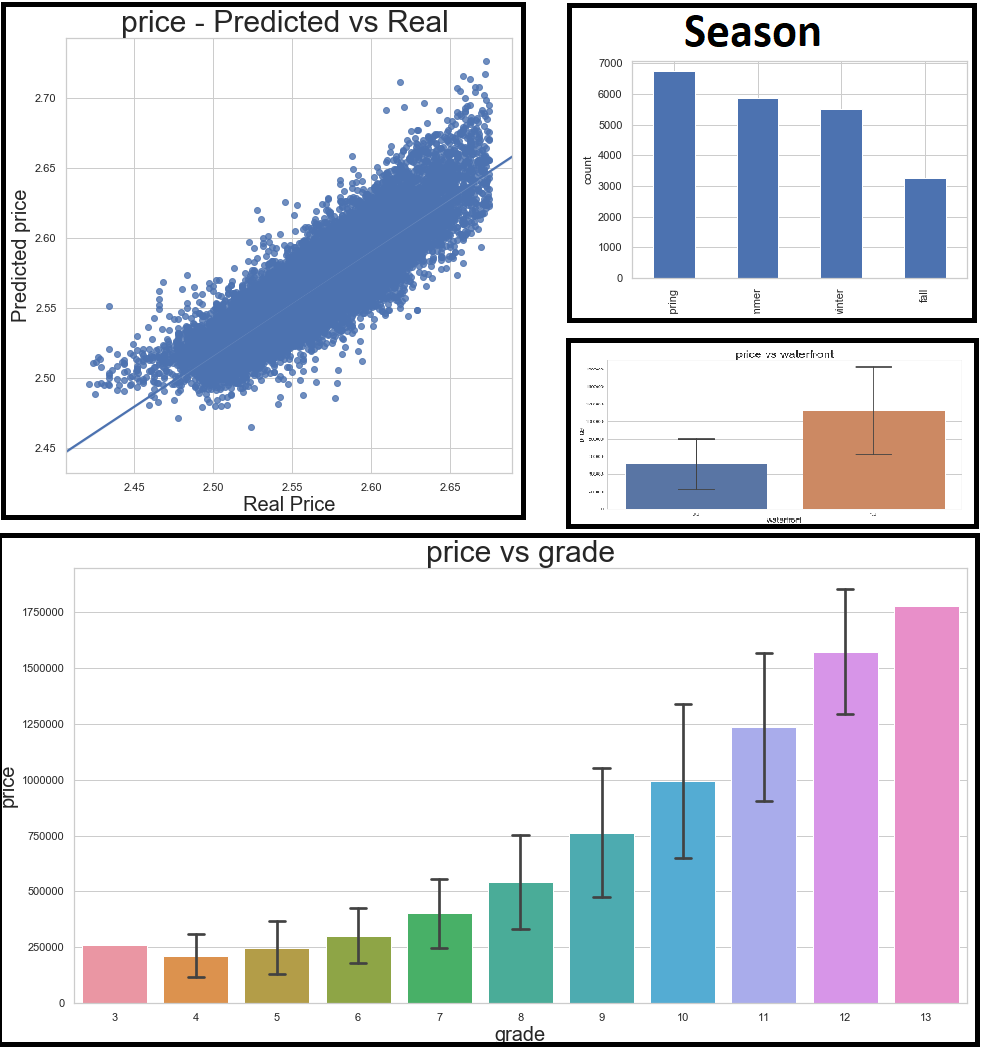 price - Predicted vs Real
2.70
2.65
2.60
2.55
2.50
2.45
Predicted price
2.45 2.50 2.55 2.60 2.65
Real Price
Season
7000
6000
5000
4000
3000
2000
1000
0
count
pring
mmer
vinter
fall
price vs waterfront
waterfront
price vs grade
1750000
1500000
1250000
1000000
750000
500000
250000
0
price
3 4 5 6 7 8 9 10 11 12 13
grade